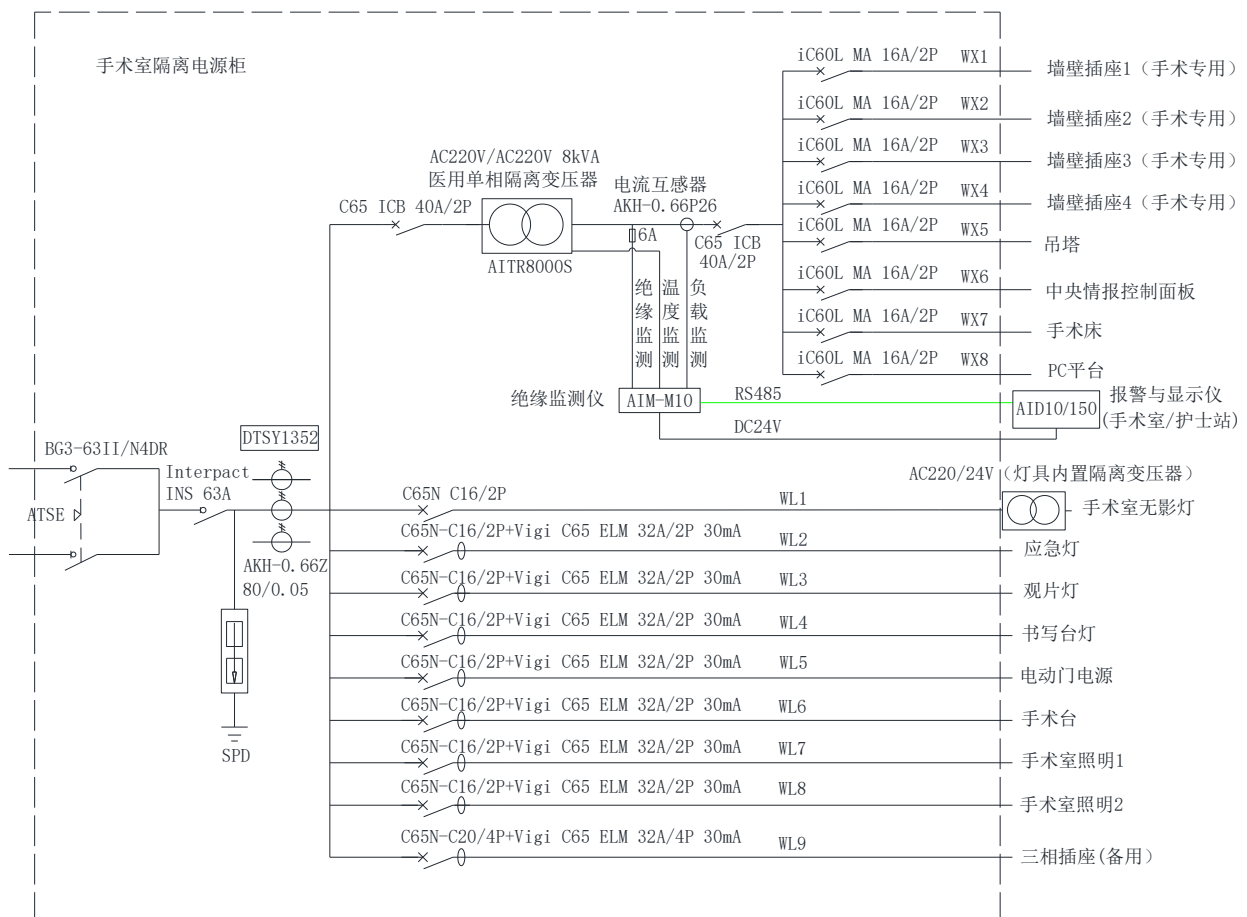 手术室隔离电源柜
iC60L MA 16A/2P WX1 墙壁插座1（手术专用）
iC60L MA 16A/2P WX2 墙壁插座2（手术专用）
iC60L MA 16A/2P WX3 墙壁插座3（手术专用）
iC60L MA 16A/2P WX4 墙壁插座4（手术专用）
iC60L MA 16A/2P WX5 吊塔
iC60L MA 16A/2P WX6 中央情报控制面板
iC60L MA 16A/2P WX7 手术床
iC60L MA 16A/2P WX8 PC平台
AC220V/AC220V 8kVA
医用单相隔离变压器
C65 ICB 40A/2P
AITR8000S
电流互感器
AKH-0.66P26
6A
C65 ICB
40A/2P
绝缘监测
温度监测
负载监测
绝缘监测仪
AIM-M10
RS485
DC24V
AID10/150
报警与显示仪
(手术室/护士站)
BG3-63II/N4DR
ATSE
Interpact
INS 63A
DTSY1352
AKH-0.66Z
80/0.05
SPD
AC220/24V（灯具内置隔离变压器）
C65N C16/2P WL1 手术室无影灯
C65N-C16/2P+Vigi C65 ELM 32A/2P 30mA WL2 应急灯
C65N-C16/2P+Vigi C65 ELM 32A/2P 30mA WL3 观片灯
C65N-C16/2P+Vigi C65 ELM 32A/2P 30mA WL4 书写台灯
C65N-C16/2P+Vigi C65 ELM 32A/2P 30mA WL5 电动门电源
C65N-C16/2P+Vigi C65 ELM 32A/2P 30mA WL6 手术台
C65N-C16/2P+Vigi C65 ELM 32A/2P 30mA WL7 手术室照明1
C65N-C16/2P+Vigi C65 ELM 32A/2P 30mA WL8 手术室照明2
C65N-C20/4P+Vigi C65 ELM 32A/4P 30mA WL9 三相插座(备用）